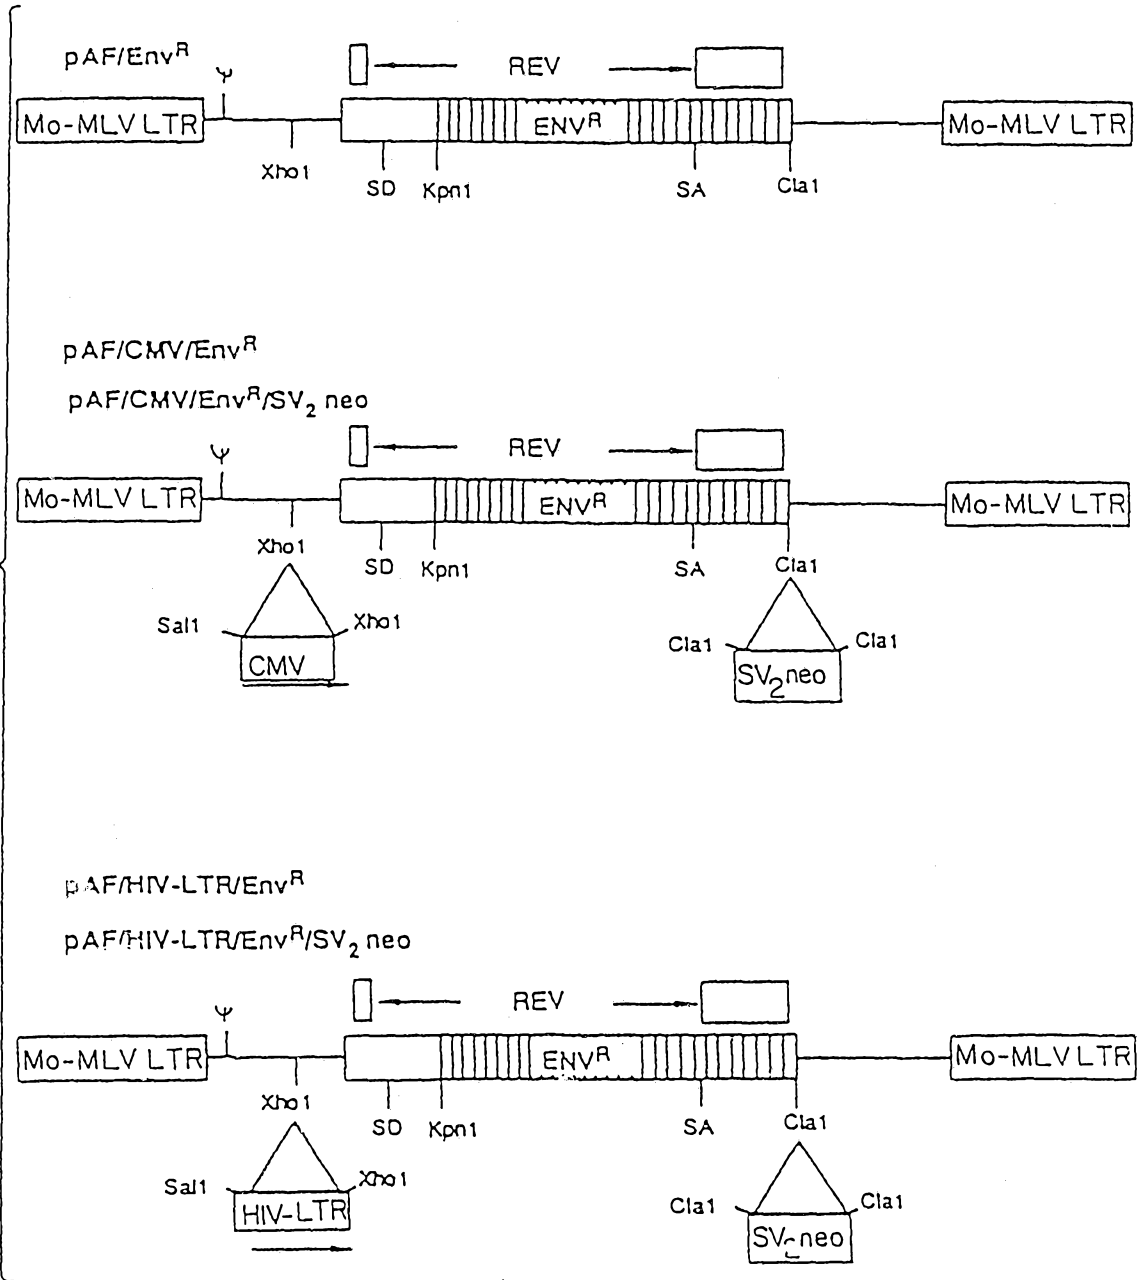 pAF/Env^R
Ψ
REV
Mo-MLV LTR
ENV^R
Mo-MLV LTR
Xho1
SD
Kpn1
SA
Cla1
pAF/CMV/Env^R
pAF/CMV/Env^R/SV₂ neo
Ψ
REV
Mo-MLV LTR
ENV^R
Mo-MLV LTR
Xho1
SD
Kpn1
SA
Cla1
Sal1
Xho1
Cla1
Cla1
CMV
SV₂neo
pAF/HIV-LTR/Env^R
pAF/HIV-LTR/Env^R/SV₂ neo
Ψ
REV
Mo-MLV LTR
ENV^R
Mo-MLV LTR
Xho1
SD
Kpn1
SA
Cla1
Sal1
Xho1
Cla1
Cla1
HIV-LTR
SV₂neo